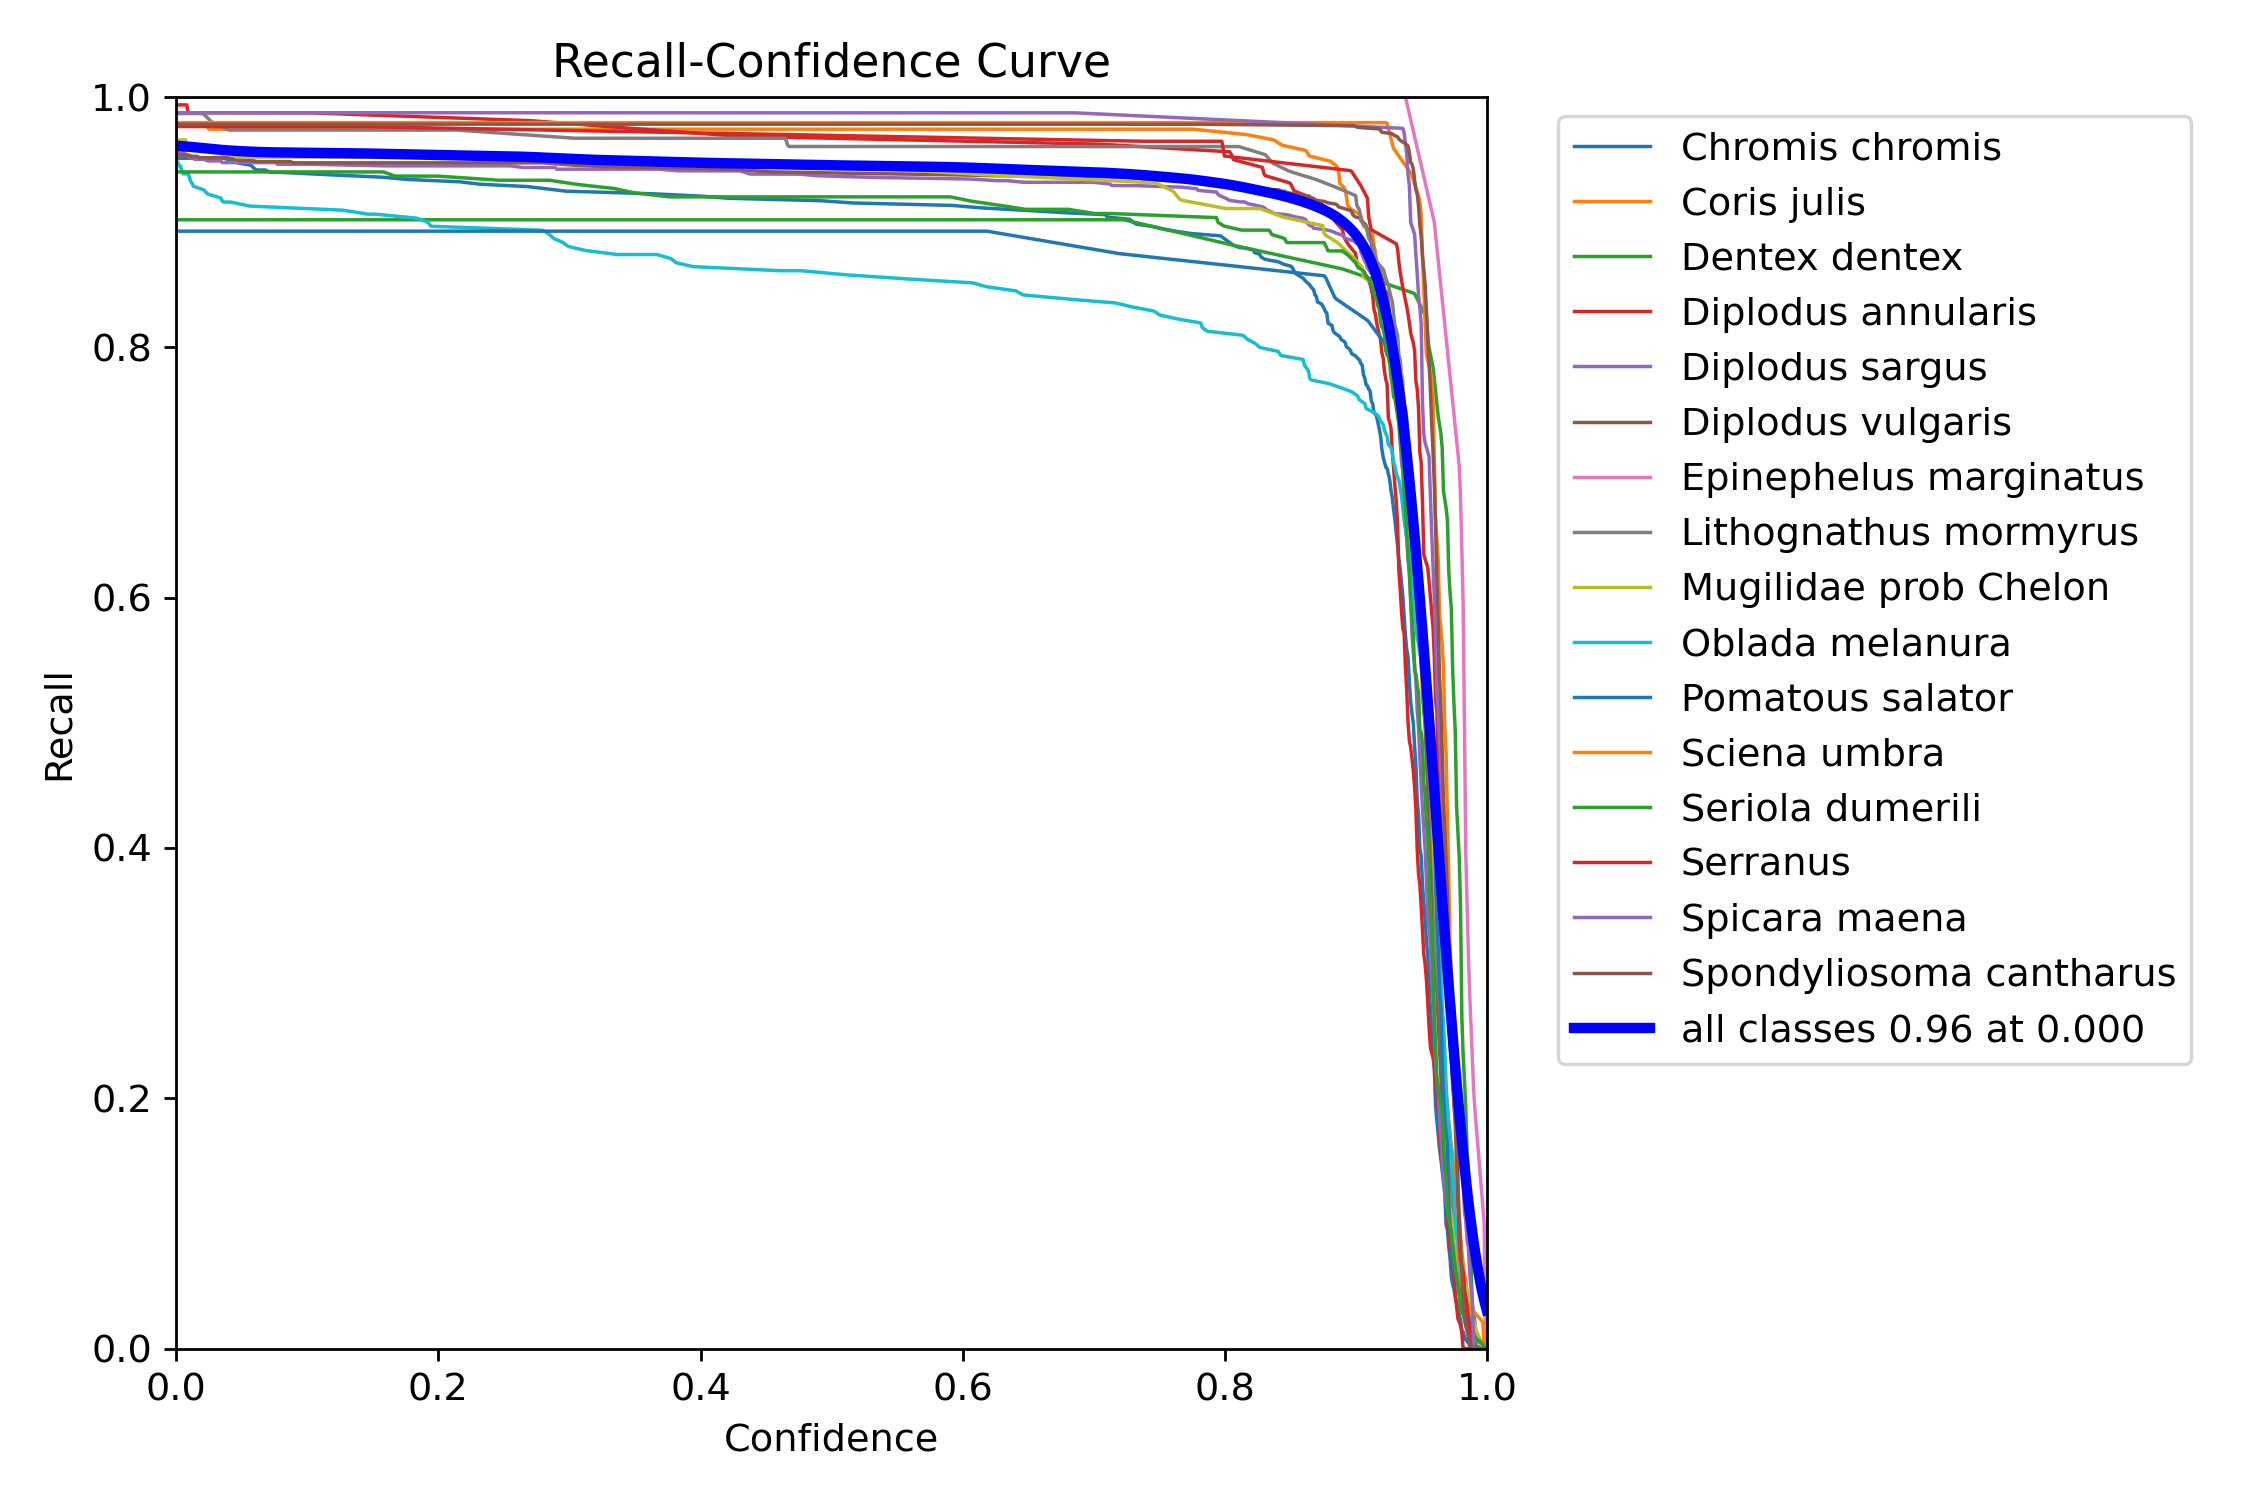 Recall-Confidence Curve
1.0
0.8
0.6
0.4
0.2
0.0
Recall
0.0 0.2 0.4 0.6 0.8 1.0
Confidence
Chromis chromis
Coris julis
Dentex dentex
Diplodus annularis
Diplodus sargus
Diplodus vulgaris
Epinephelus marginatus
Lithognathus mormyrus
Mugilidae prob Chelon
Oblada melanura
Pomatous salator
Sciena umbra
Seriola dumerili
Serranus
Spicara maena
Spondyliosoma cantharus
all classes 0.96 at 0.000